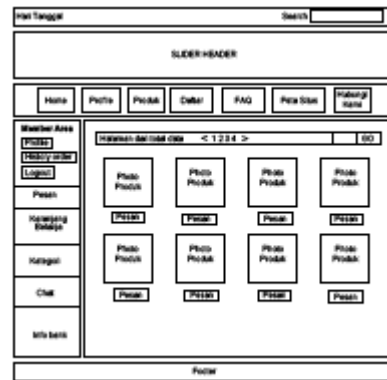 Hari Tanggal
Search
SLIDER HEADER
Home
Profile
Produk
Daftar
FAQ
Peta Situs
Hubungi
Kami
Member Area
Profile
History order
Logout
Pesan
Keranjang
Belanja
Kategori
Chat
Info bank
Halaman dari total data < 1 2 3 4 > GO
Photo
Produk
Photo
Produk
Photo
Produk
Photo
Produk
Pesan
Pesan
Pesan
Pesan
Photo
Produk
Photo
Produk
Photo
Produk
Photo
Produk
Pesan
Pesan
Pesan
Pesan
Footer